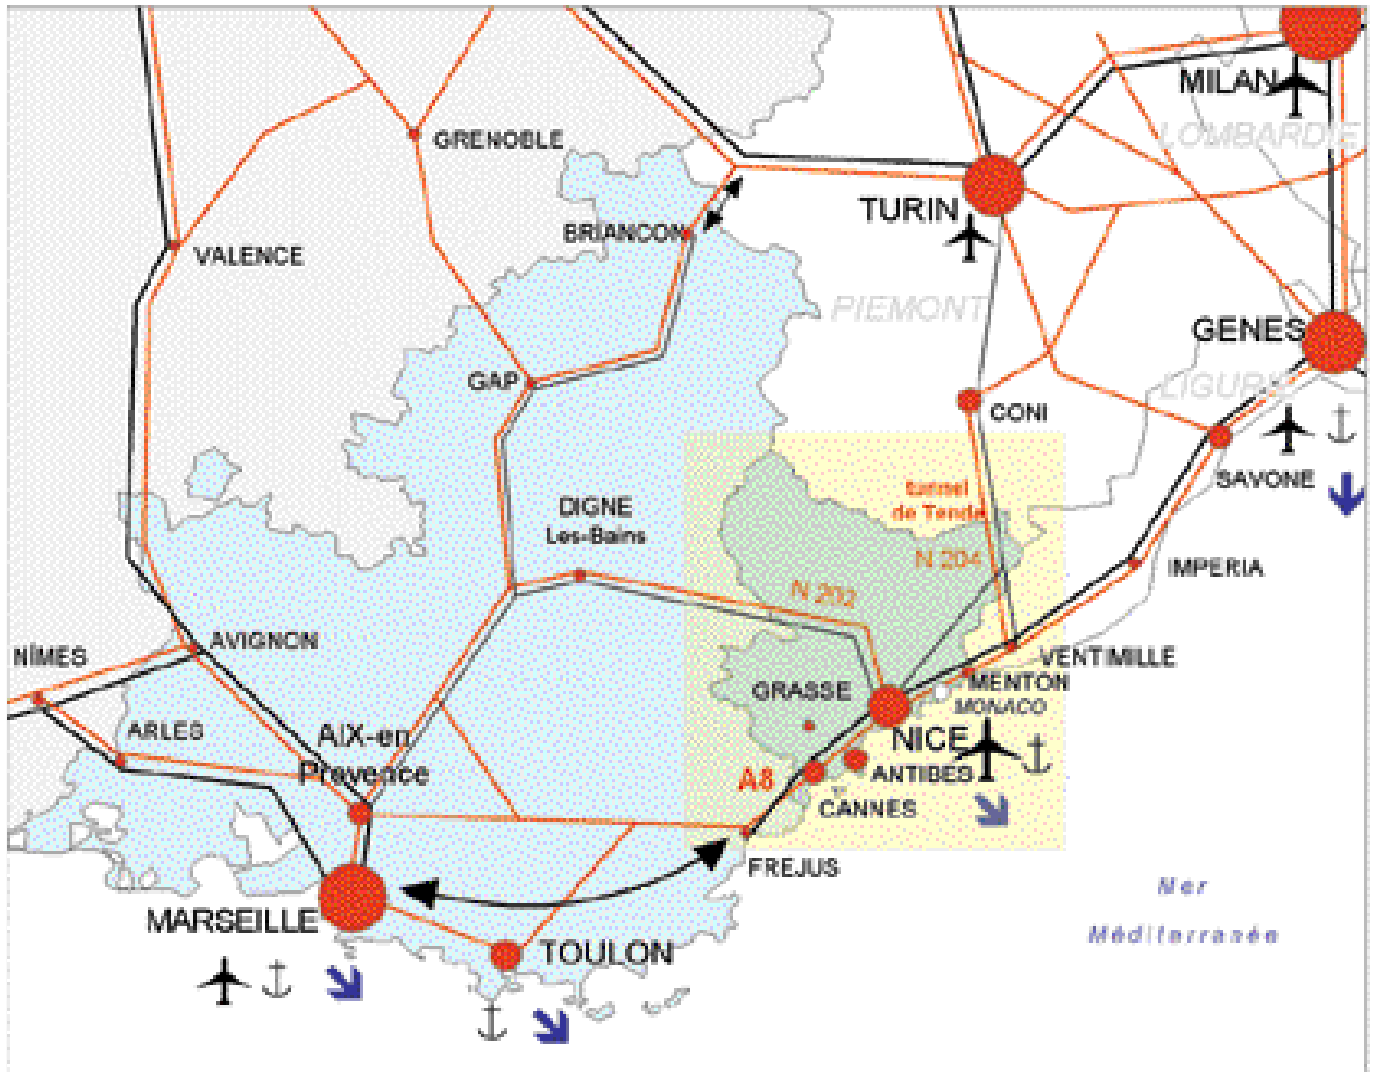 MILAN
LOMBARDIE
GRENOBLE
TURIN
BRIANCON
VALENCE
PIEMONT
GENES
GAP
LIGURIE
CONI
SAVONE
tunnel
de Tende
DIGNE
Les-Bains
N 204
IMPERIA
N 202
AVIGNON
NÎMES
VENTIMILLE
GRASSE
MENTON
MONACO
ARLES
AIX-en
Provence
NICE
A8
ANTIBES
CANNES
FREJUS
Mer
Méditerranée
MARSEILLE
TOULON